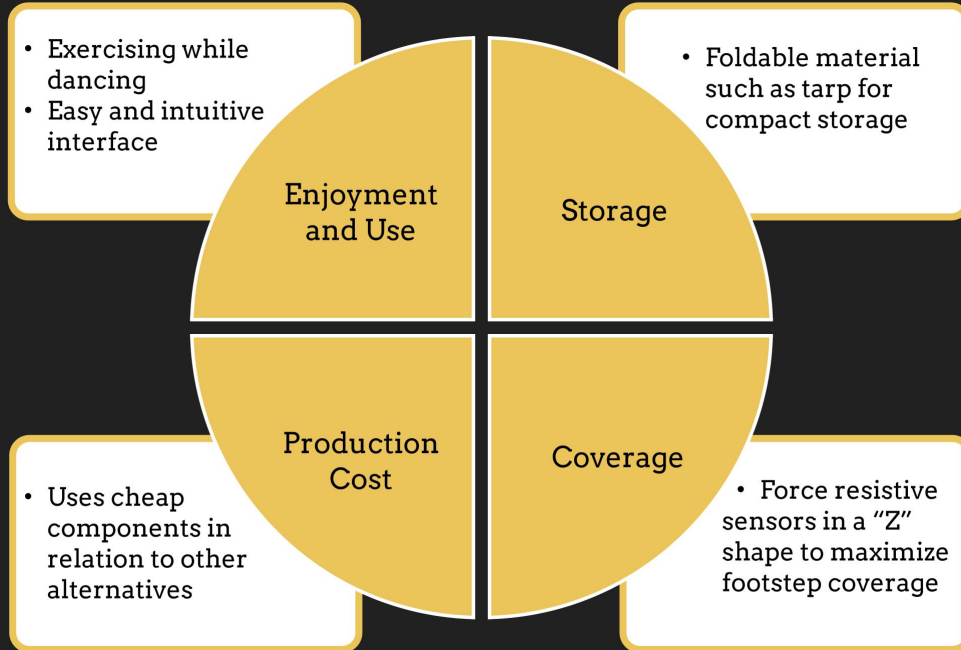 • Exercising while
dancing
• Easy and intuitive
interface
Enjoyment
and Use
• Foldable material
such as tarp for
compact storage
Storage
Production
Cost
• Uses cheap
components in
relation to other
alternatives
Coverage
• Force resistive
sensors in a “Z”
shape to maximize
footstep coverage